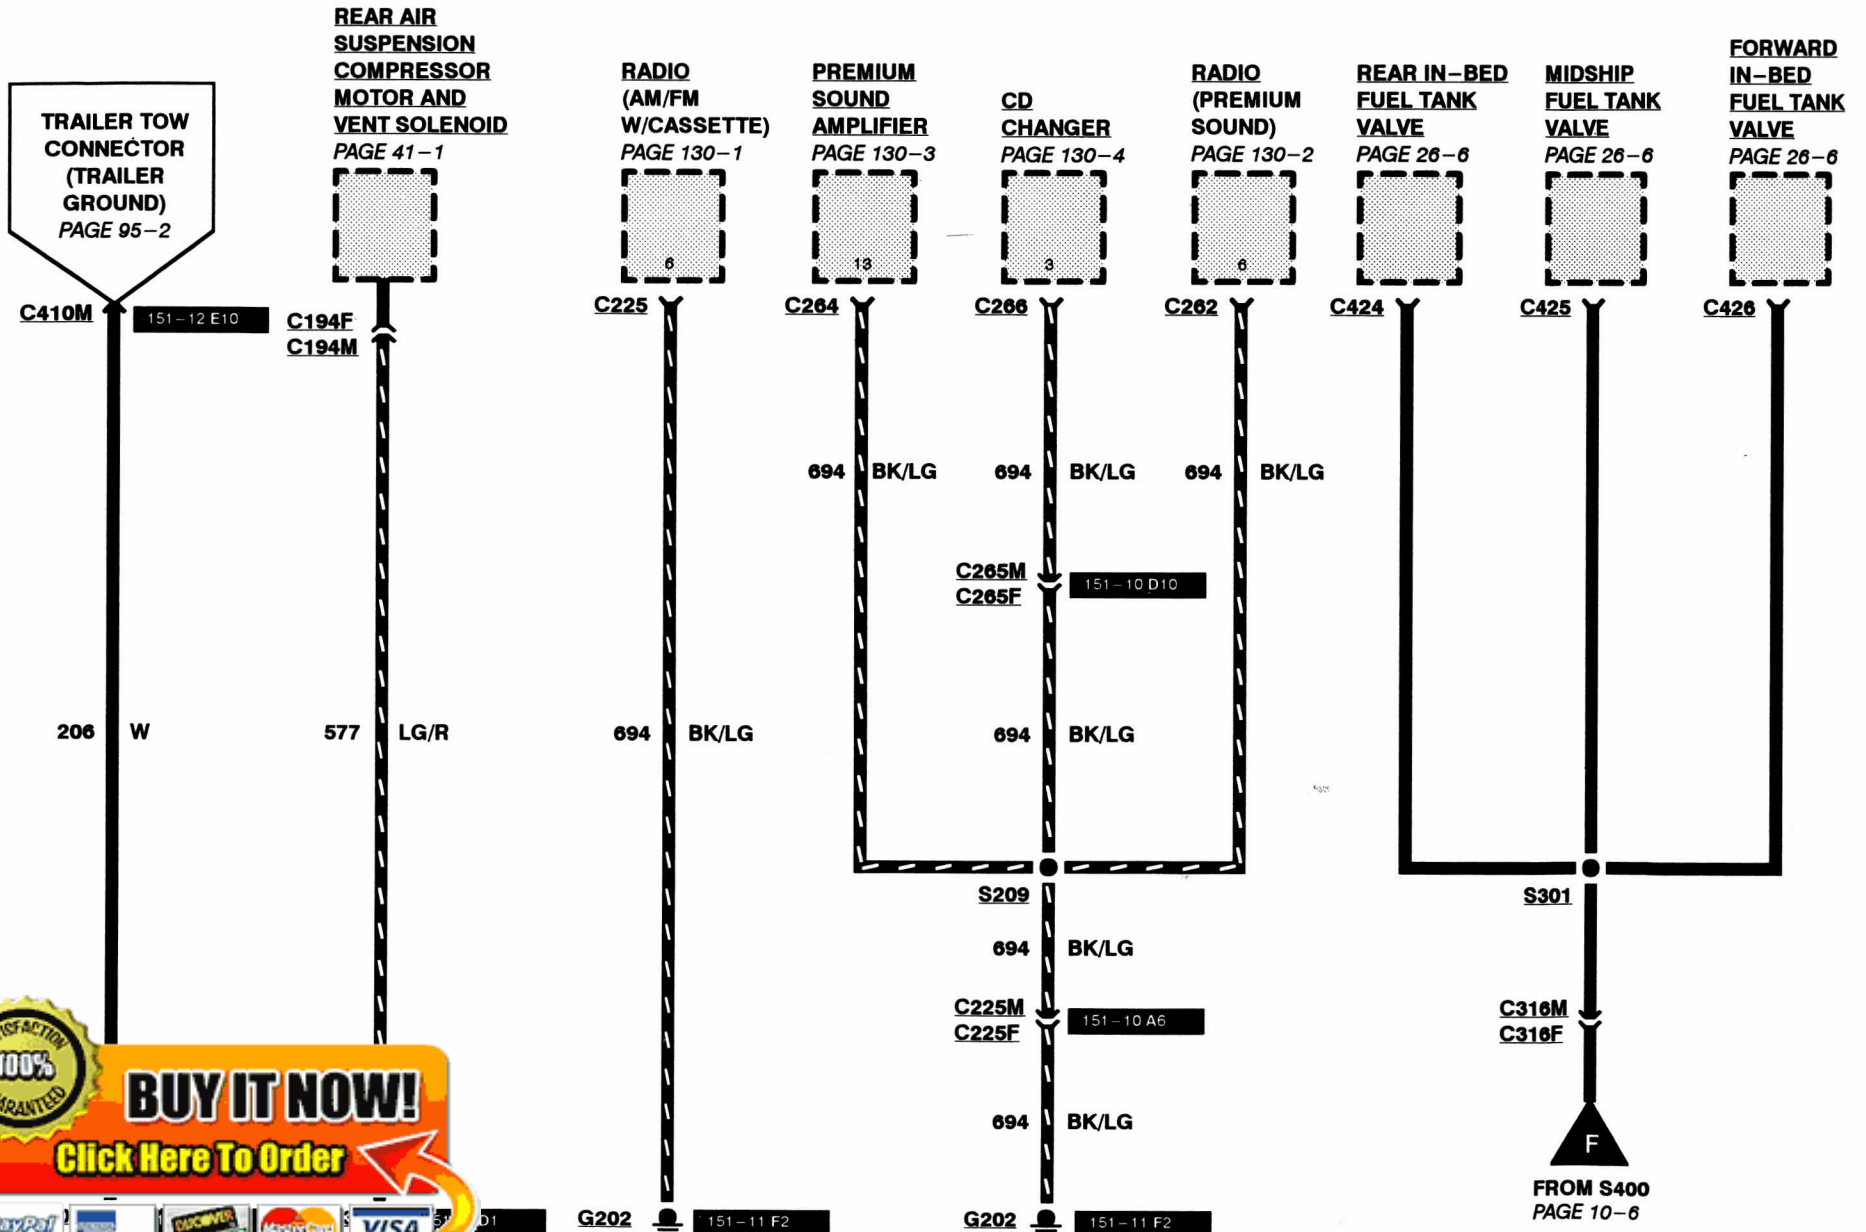 TRAILER TOW
CONNECTOR
(TRAILER
GROUND)
PAGE 95-2
REAR AIR
SUSPENSION
COMPRESSOR
MOTOR AND
VENT SOLENOID
PAGE 41-1
RADIO
(AM/FM
W/CASSETTE)
PAGE 130-1
PREMIUM
SOUND
AMPLIFIER
PAGE 130-3
CD
CHANGER
PAGE 130-4
RADIO
(PREMIUM
SOUND)
PAGE 130-2
REAR IN-BED
FUEL TANK
VALVE
PAGE 26-6
MIDSHIP
FUEL TANK
VALVE
PAGE 26-6
FORWARD
IN-BED
FUEL TANK
VALVE
PAGE 26-6
6
13
3
6
C410M
151-12 E10
C194F
C194M
C225
C264
C266
C262
C424
C425
C426
694 BK/LG
694 BK/LG
694 BK/LG
C265M
C265F
151-10 D10
206 W
577 LG/R
694 BK/LG
694 BK/LG
S209
S301
694 BK/LG
C225M
C225F
151-10 A6
C316M
C316F
694 BK/LG
F
FROM S400
PAGE 10-6
100%
BUY IT NOW!
Click Here To Order
PayPal
DISCOVER
MasterCard
VISA
D1
G202
151-11 F2
G202
151-11 F2